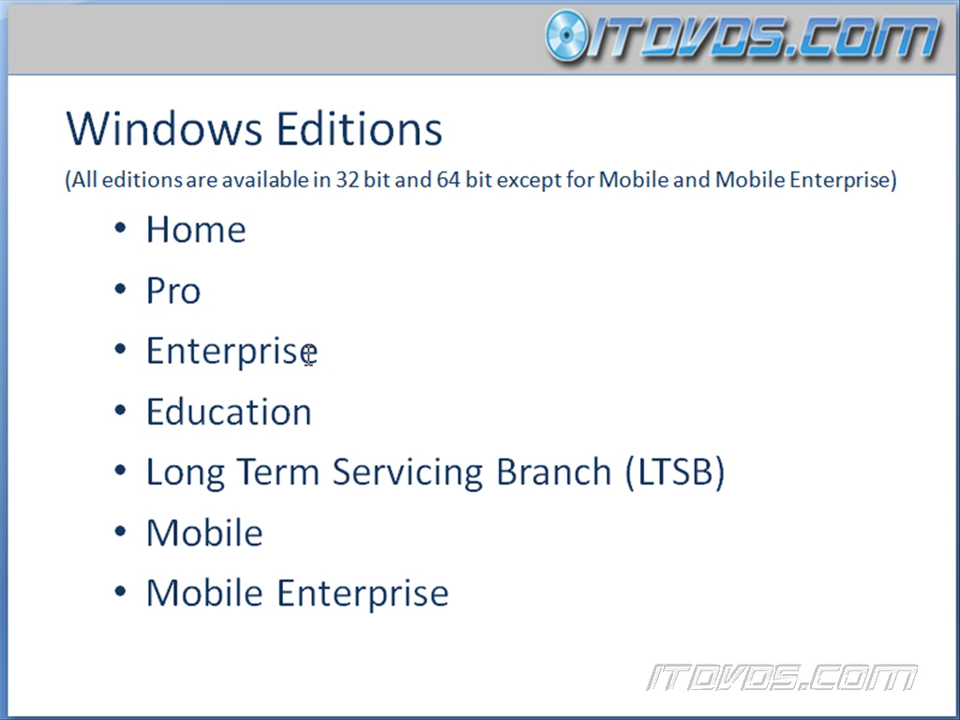 ITDVDS.COM
Windows Editions
(All editions are available in 32 bit and 64 bit except for Mobile and Mobile Enterprise)
• Home
• Pro
• Enterprise
• Education
• Long Term Servicing Branch (LTSB)
• Mobile
• Mobile Enterprise
ITDVDS.COM